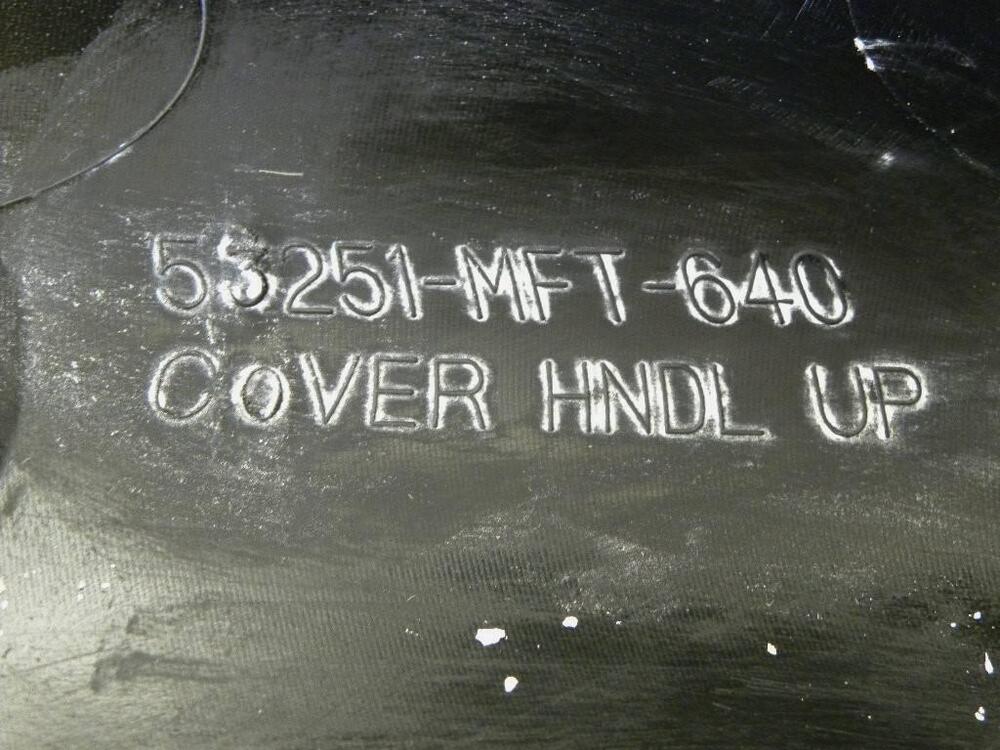 53251-MFT-640
COVER HNDL UP